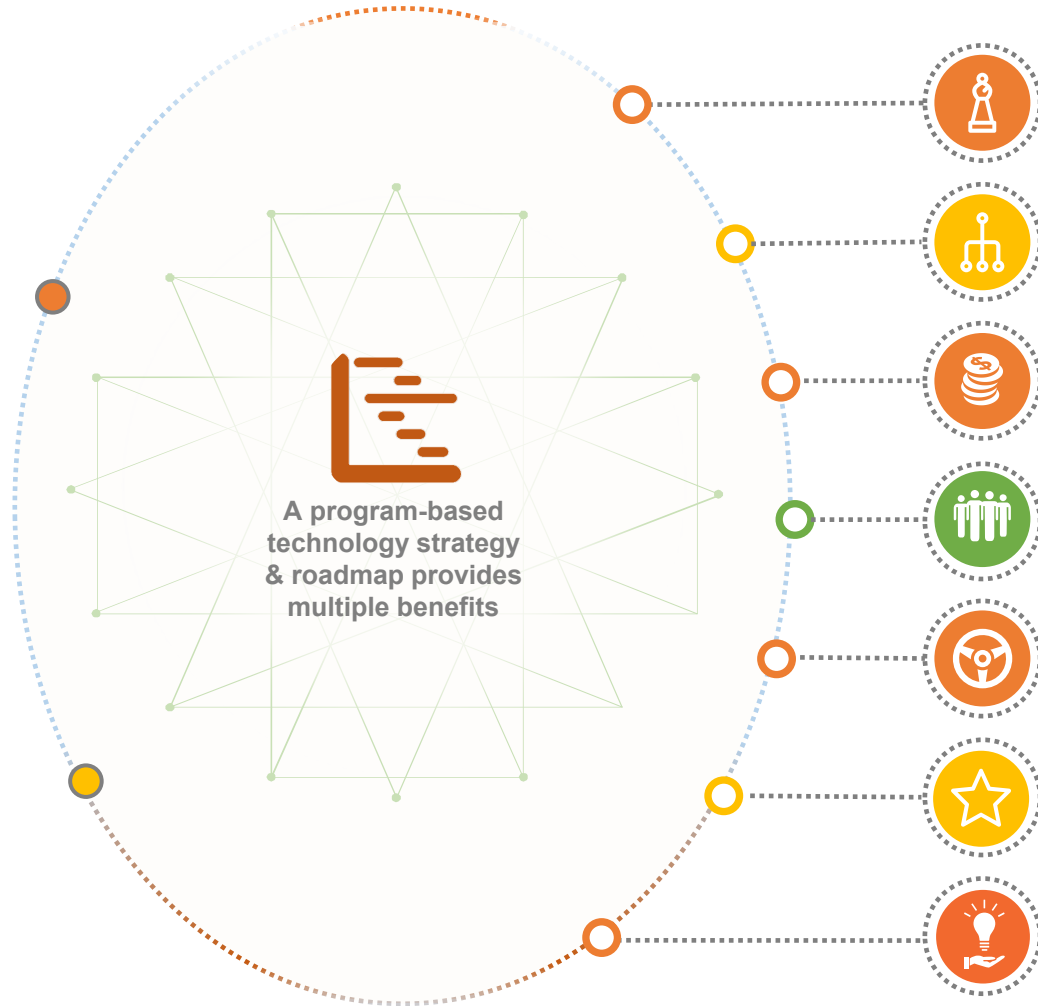 $
A program-based
technology strategy
& roadmap provides
multiple benefits